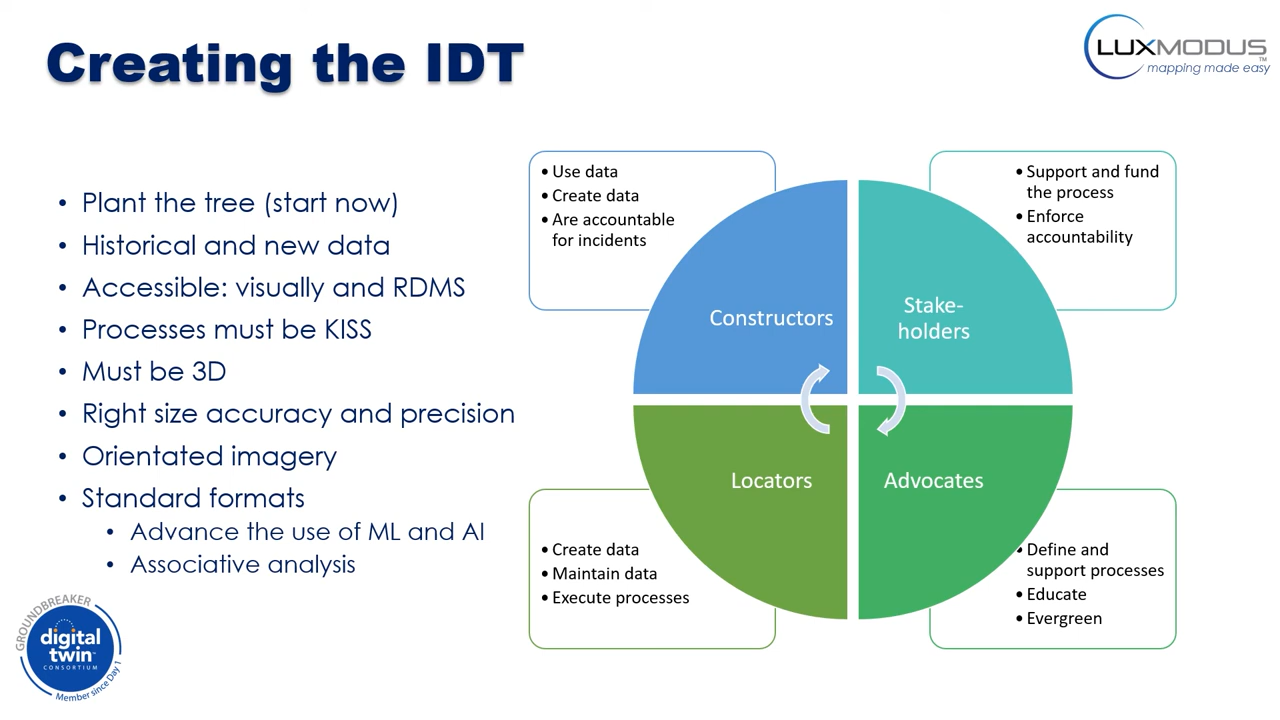 Creating the IDT
LUXMODUS
TM
mapping made easy
• Plant the tree (start now)
• Historical and new data
• Accessible: visually and RDMS
• Processes must be KISS
• Must be 3D
• Right size accuracy and precision
• Orientated imagery
• Standard formats
• Advance the use of ML and AI
• Associative analysis
• Use data
• Create data
• Are accountable
for incidents
• Support and fund
the process
• Enforce
accountability
Constructors
Stake-
holders
Locators
Advocates
• Create data
• Maintain data
• Execute processes
• Define and
support processes
• Educate
• Evergreen
GROUNDBREAKER
digital
twin
CONSORTIUM
Member since Day 1